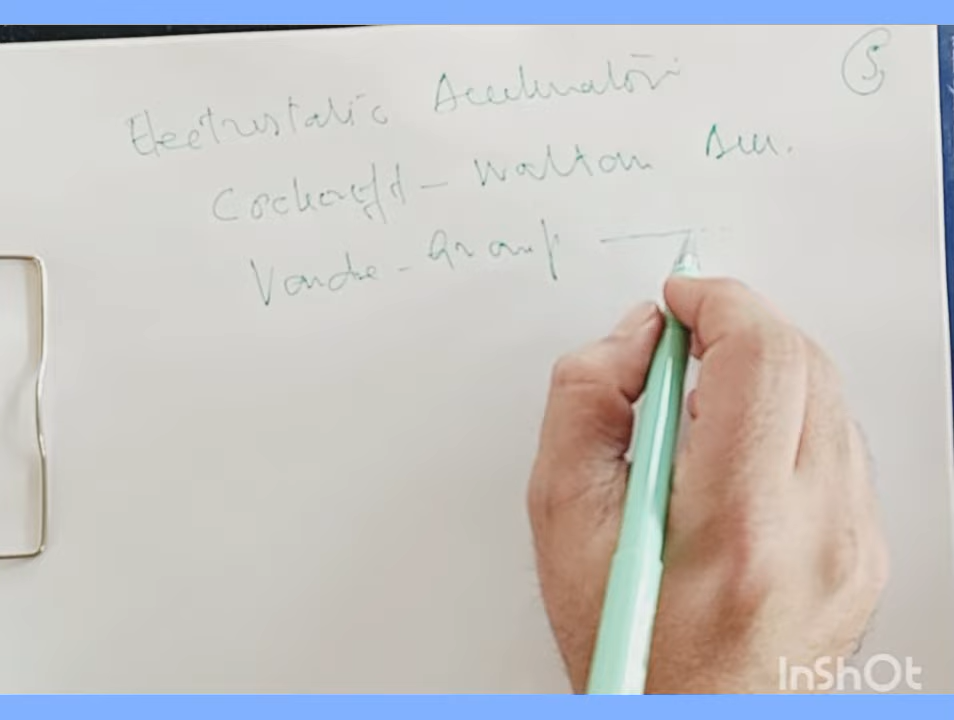 Electrostatic Accelerator
5
Cockcroft - Walton Acc.
Vande - Graaf
InShOt